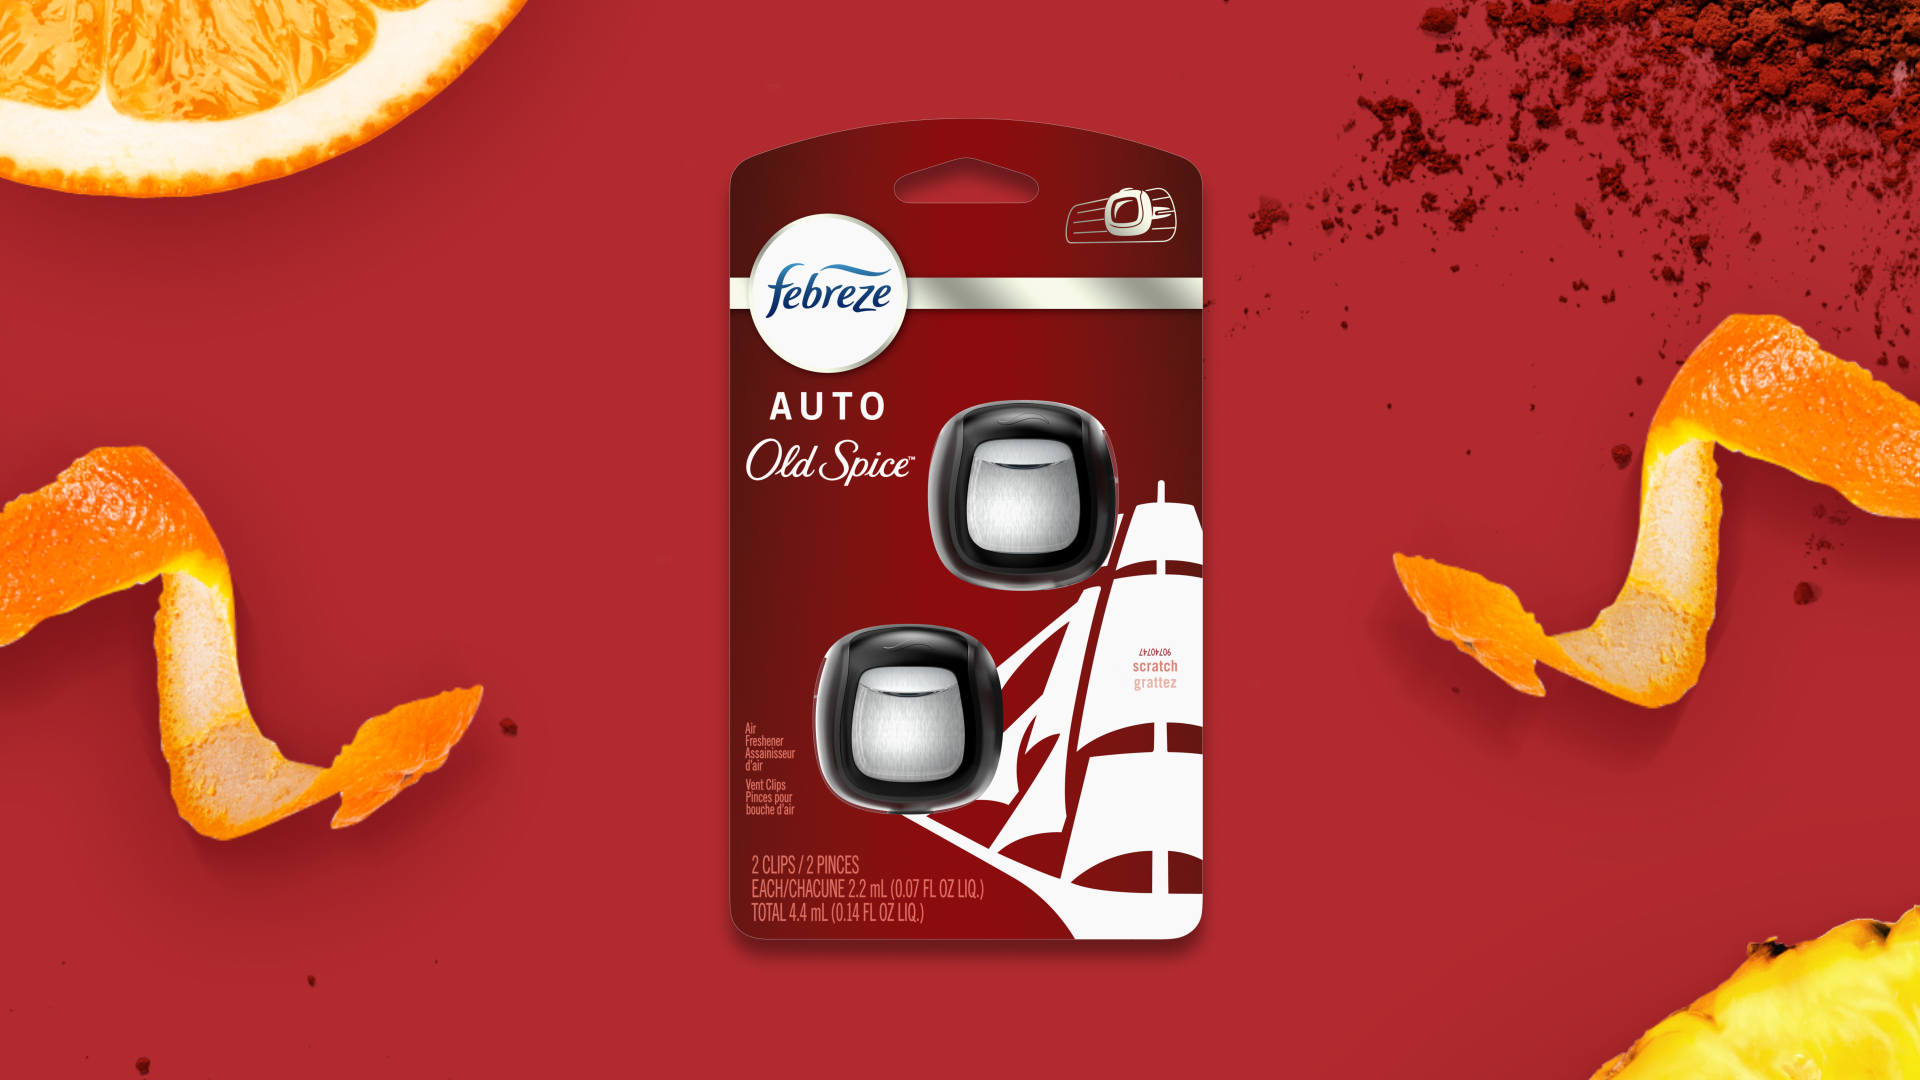 febreze
AUTO
Old Spice™
90740747
scratch
grattez
Air
Freshener
Assainisseur
d'air
Vent Clips
Pinces pour
bouche d'air
2 CLIPS / 2 PINCES
EACH/CHACUNE 2.2 mL (0.07 FL OZ LIQ.)
TOTAL 4.4 mL (0.14 FL OZ LIQ.)